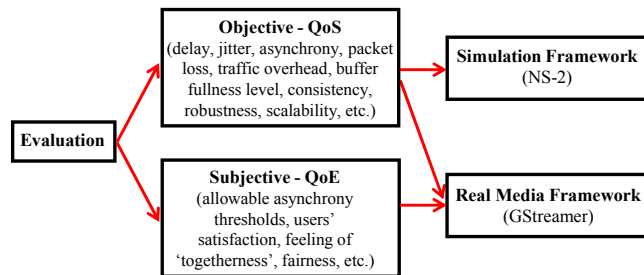 Objective - QoS
(delay, jitter, asynchrony, packet
loss, traffic overhead, buffer
fullness level, consistency,
robustness, scalability, etc.)
Simulation Framework
(NS-2)
Evaluation
Subjective - QoE
(allowable asynchrony
thresholds, users'
satisfaction, feeling of
‘togetherness’, fairness, etc.)
Real Media Framework
(GStreamer)